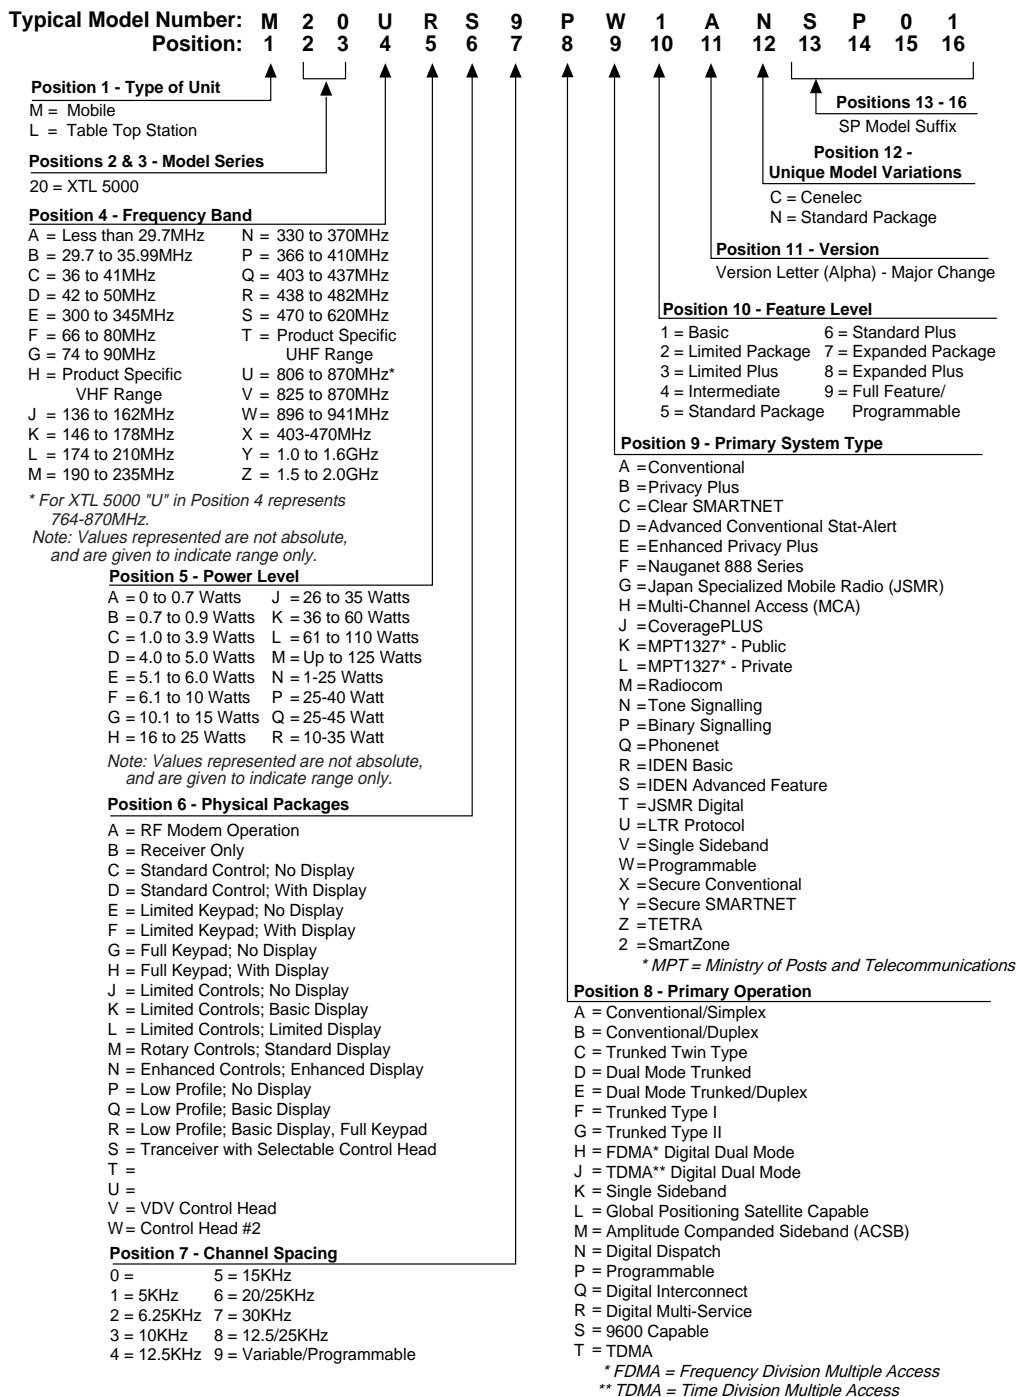 Typical Model Number: M 2 0 U R S 9 P W 1 A N S P 0 1
Position: 1 2 3 4 5 6 7 8 9 10 11 12 13 14 15 16
Position 1 - Type of Unit
M = Mobile
L = Table Top Station
Positions 2 & 3 - Model Series
20 = XTL 5000
Position 4 - Frequency Band
A = Less than 29.7MHz
B = 29.7 to 35.99MHz
C = 36 to 41MHz
D = 42 to 50MHz
E = 300 to 345MHz
F = 66 to 80MHz
G = 74 to 90MHz
H = Product Specific
VHF Range
J = 136 to 162MHz
K = 146 to 178MHz
L = 174 to 210MHz
M = 190 to 235MHz
N = 330 to 370MHz
P = 366 to 410MHz
Q = 403 to 437MHz
R = 438 to 482MHz
S = 470 to 620MHz
T = Product Specific
UHF Range
U = 806 to 870MHz*
V = 825 to 870MHz
W = 896 to 941MHz
X = 403-470MHz
Y = 1.0 to 1.6GHz
Z = 1.5 to 2.0GHz
* For XTL 5000 "U" in Position 4 represents
764-870MHz.
Note: Values represented are not absolute,
and are given to indicate range only.
Position 5 - Power Level
A = 0 to 0.7 Watts
B = 0.7 to 0.9 Watts
C = 1.0 to 3.9 Watts
D = 4.0 to 5.0 Watts
E = 5.1 to 6.0 Watts
F = 6.1 to 10 Watts
G = 10.1 to 15 Watts
H = 16 to 25 Watts
J = 26 to 35 Watts
K = 36 to 60 Watts
L = 61 to 110 Watts
M = Up to 125 Watts
N = 1-25 Watts
P = 25-40 Watt
Q = 25-45 Watt
R = 10-35 Watt
Note: Values represented are not absolute,
and are given to indicate range only.
Position 6 - Physical Packages
A = RF Modem Operation
B = Receiver Only
C = Standard Control; No Display
D = Standard Control; With Display
E = Limited Keypad; No Display
F = Limited Keypad; With Display
G = Full Keypad; No Display
H = Full Keypad; With Display
J = Limited Controls; No Display
K = Limited Controls; Basic Display
L = Limited Controls; Limited Display
M = Rotary Controls; Standard Display
N = Enhanced Controls; Enhanced Display
P = Low Profile; No Display
Q = Low Profile; Basic Display
R = Low Profile; Basic Display, Full Keypad
S = Tranceiver with Selectable Control Head
T =
U =
V = VDV Control Head
W = Control Head #2
Position 7 - Channel Spacing
0 =
1 = 5KHz
2 = 6.25KHz
3 = 10KHz
4 = 12.5KHz
5 = 15KHz
6 = 20/25KHz
7 = 30KHz
8 = 12.5/25KHz
9 = Variable/Programmable
Positions 13 - 16
SP Model Suffix
Position 12 -
Unique Model Variations
C = Cenelec
N = Standard Package
Position 11 - Version
Version Letter (Alpha) - Major Change
Position 10 - Feature Level
1 = Basic
2 = Limited Package
3 = Limited Plus
4 = Intermediate
5 = Standard Package
6 = Standard Plus
7 = Expanded Package
8 = Expanded Plus
9 = Full Feature/
Programmable
Position 9 - Primary System Type
A = Conventional
B = Privacy Plus
C = Clear SMARTNET
D = Advanced Conventional Stat-Alert
E = Enhanced Privacy Plus
F = Nauganet 888 Series
G = Japan Specialized Mobile Radio (JSMR)
H = Multi-Channel Access (MCA)
J = CoveragePLUS
K = MPT1327* - Public
L = MPT1327* - Private
M = Radiocom
N = Tone Signalling
P = Binary Signalling
Q = Phonenet
R = IDEN Basic
S = IDEN Advanced Feature
T = JSMR Digital
U = LTR Protocol
V = Single Sideband
W = Programmable
X = Secure Conventional
Y = Secure SMARTNET
Z = TETRA
2 = SmartZone
* MPT = Ministry of Posts and Telecommunications
Position 8 - Primary Operation
A = Conventional/Simplex
B = Conventional/Duplex
C = Trunked Twin Type
D = Dual Mode Trunked
E = Dual Mode Trunked/Duplex
F = Trunked Type I
G = Trunked Type II
H = FDMA* Digital Dual Mode
J = TDMA** Digital Dual Mode
K = Single Sideband
L = Global Positioning Satellite Capable
M = Amplitude Companded Sideband (ACSB)
N = Digital Dispatch
P = Programmable
Q = Digital Interconnect
R = Digital Multi-Service
S = 9600 Capable
T = TDMA
* FDMA = Frequency Division Multiple Access
** TDMA = Time Division Multiple Access